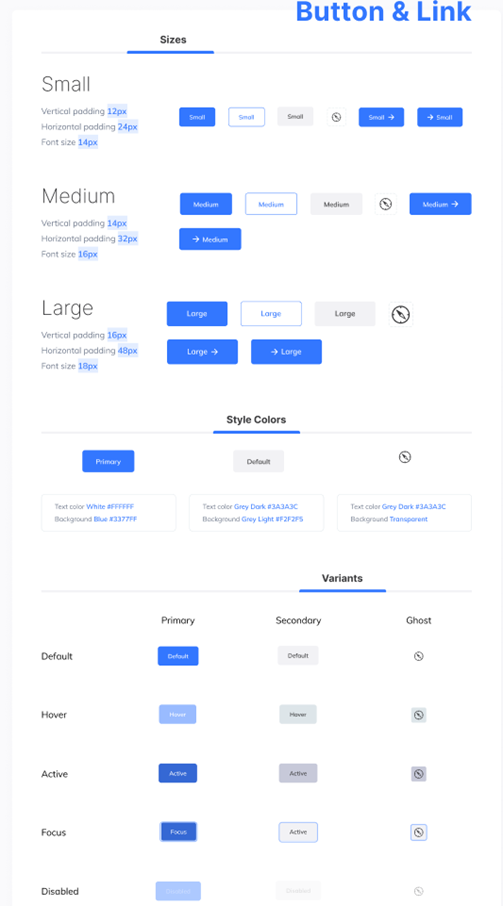 Button & Link
Sizes
Small
Vertical padding 12px
Horizontal padding 24px
Font size 14px
Small
Small
Small
Small →
→ Small
Medium
Vertical padding 14px
Horizontal padding 32px
Font size 16px
Medium
Medium
Medium
Medium →
→ Medium
Large
Vertical padding 16px
Horizontal padding 48px
Font size 18px
Large
Large
Large
Large →
→ Large
Style Colors
Primary
Default
Text color White #FFFFFF
Background Blue #3377FF
Text color Grey Dark #3A3A3C
Background Grey Light #F2F2F5
Text color Grey Dark #3A3A3C
Background Transparent
Variants
Primary Secondary Ghost
Default Default Default
Hover Hover Hover
Active Active Active
Focus Focus Active
Disabled Disabled Disabled